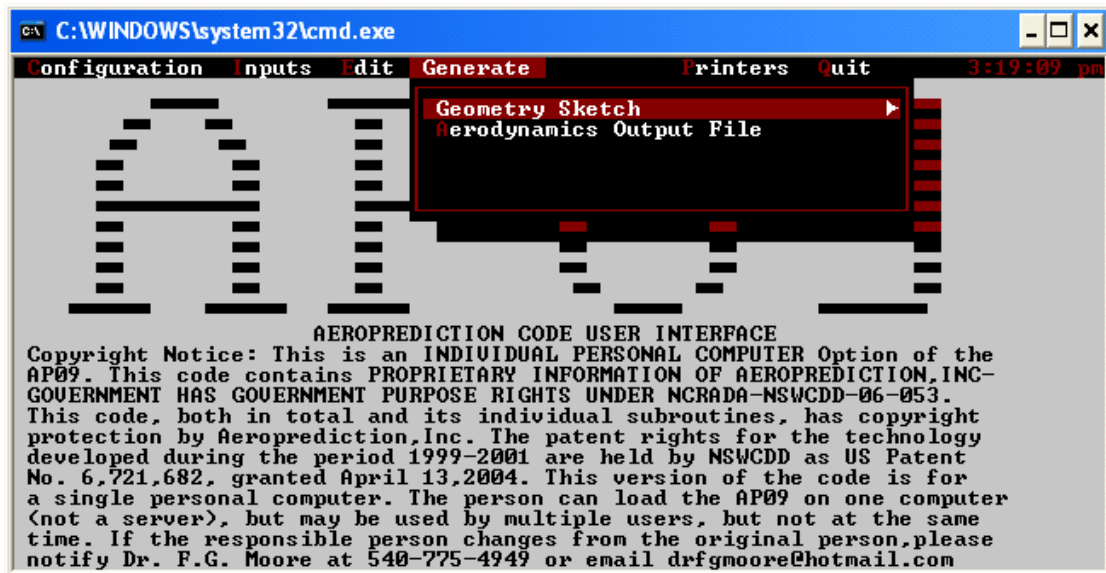 C:\WINDOWS\system32\cmd.exe
Configuration Inputs Edit Generate Printers Quit 3:19:09 pm
Geometry Sketch
Aerodynamics Output File
AEROPREDICTION CODE USER INTERFACE
Copyright Notice: This is an INDIVIDUAL PERSONAL COMPUTER Option of the
AP09. This code contains PROPRIETARY INFORMATION OF AEROPREDICTION,INC-
GOVERNMENT HAS GOVERNMENT PURPOSE RIGHTS UNDER NCRADA-NSWCDD-06-053.
This code, both in total and its individual subroutines, has copyright
protection by Aeroprediction,Inc. The patent rights for the technology
developed during the period 1999-2001 are held by NSWCDD as US Patent
No. 6,721,682, granted April 13,2004. This version of the code is for
a single personal computer. The person can load the AP09 on one computer
(not a server), but may be used by multiple users, but not at the same
time. If the responsible person changes from the original person,please
notify Dr. F.G. Moore at 540-775-4949 or email drfgmoore@hotmail.com